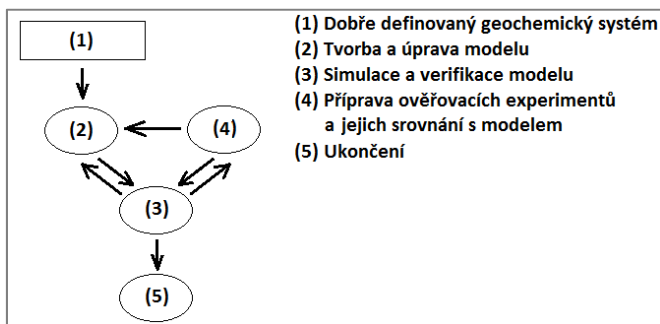 (1)
(2)
(4)
(3)
(5)
(1) Dobře definovaný geochemický systém
(2) Tvorba a úprava modelu
(3) Simulace a verifikace modelu
(4) Příprava ověřovacích experimentů
a jejich srovnání s modelem
(5) Ukončení